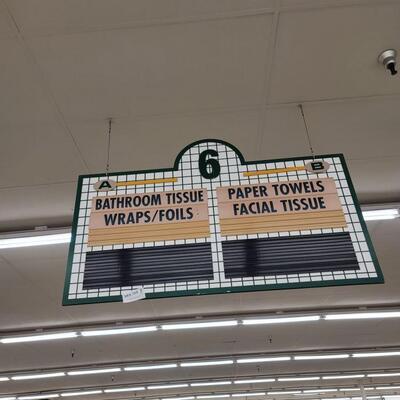 6
A
B
BATHROOM TISSUE
WRAPS/FOILS
PAPER TOWELS
FACIAL TISSUE